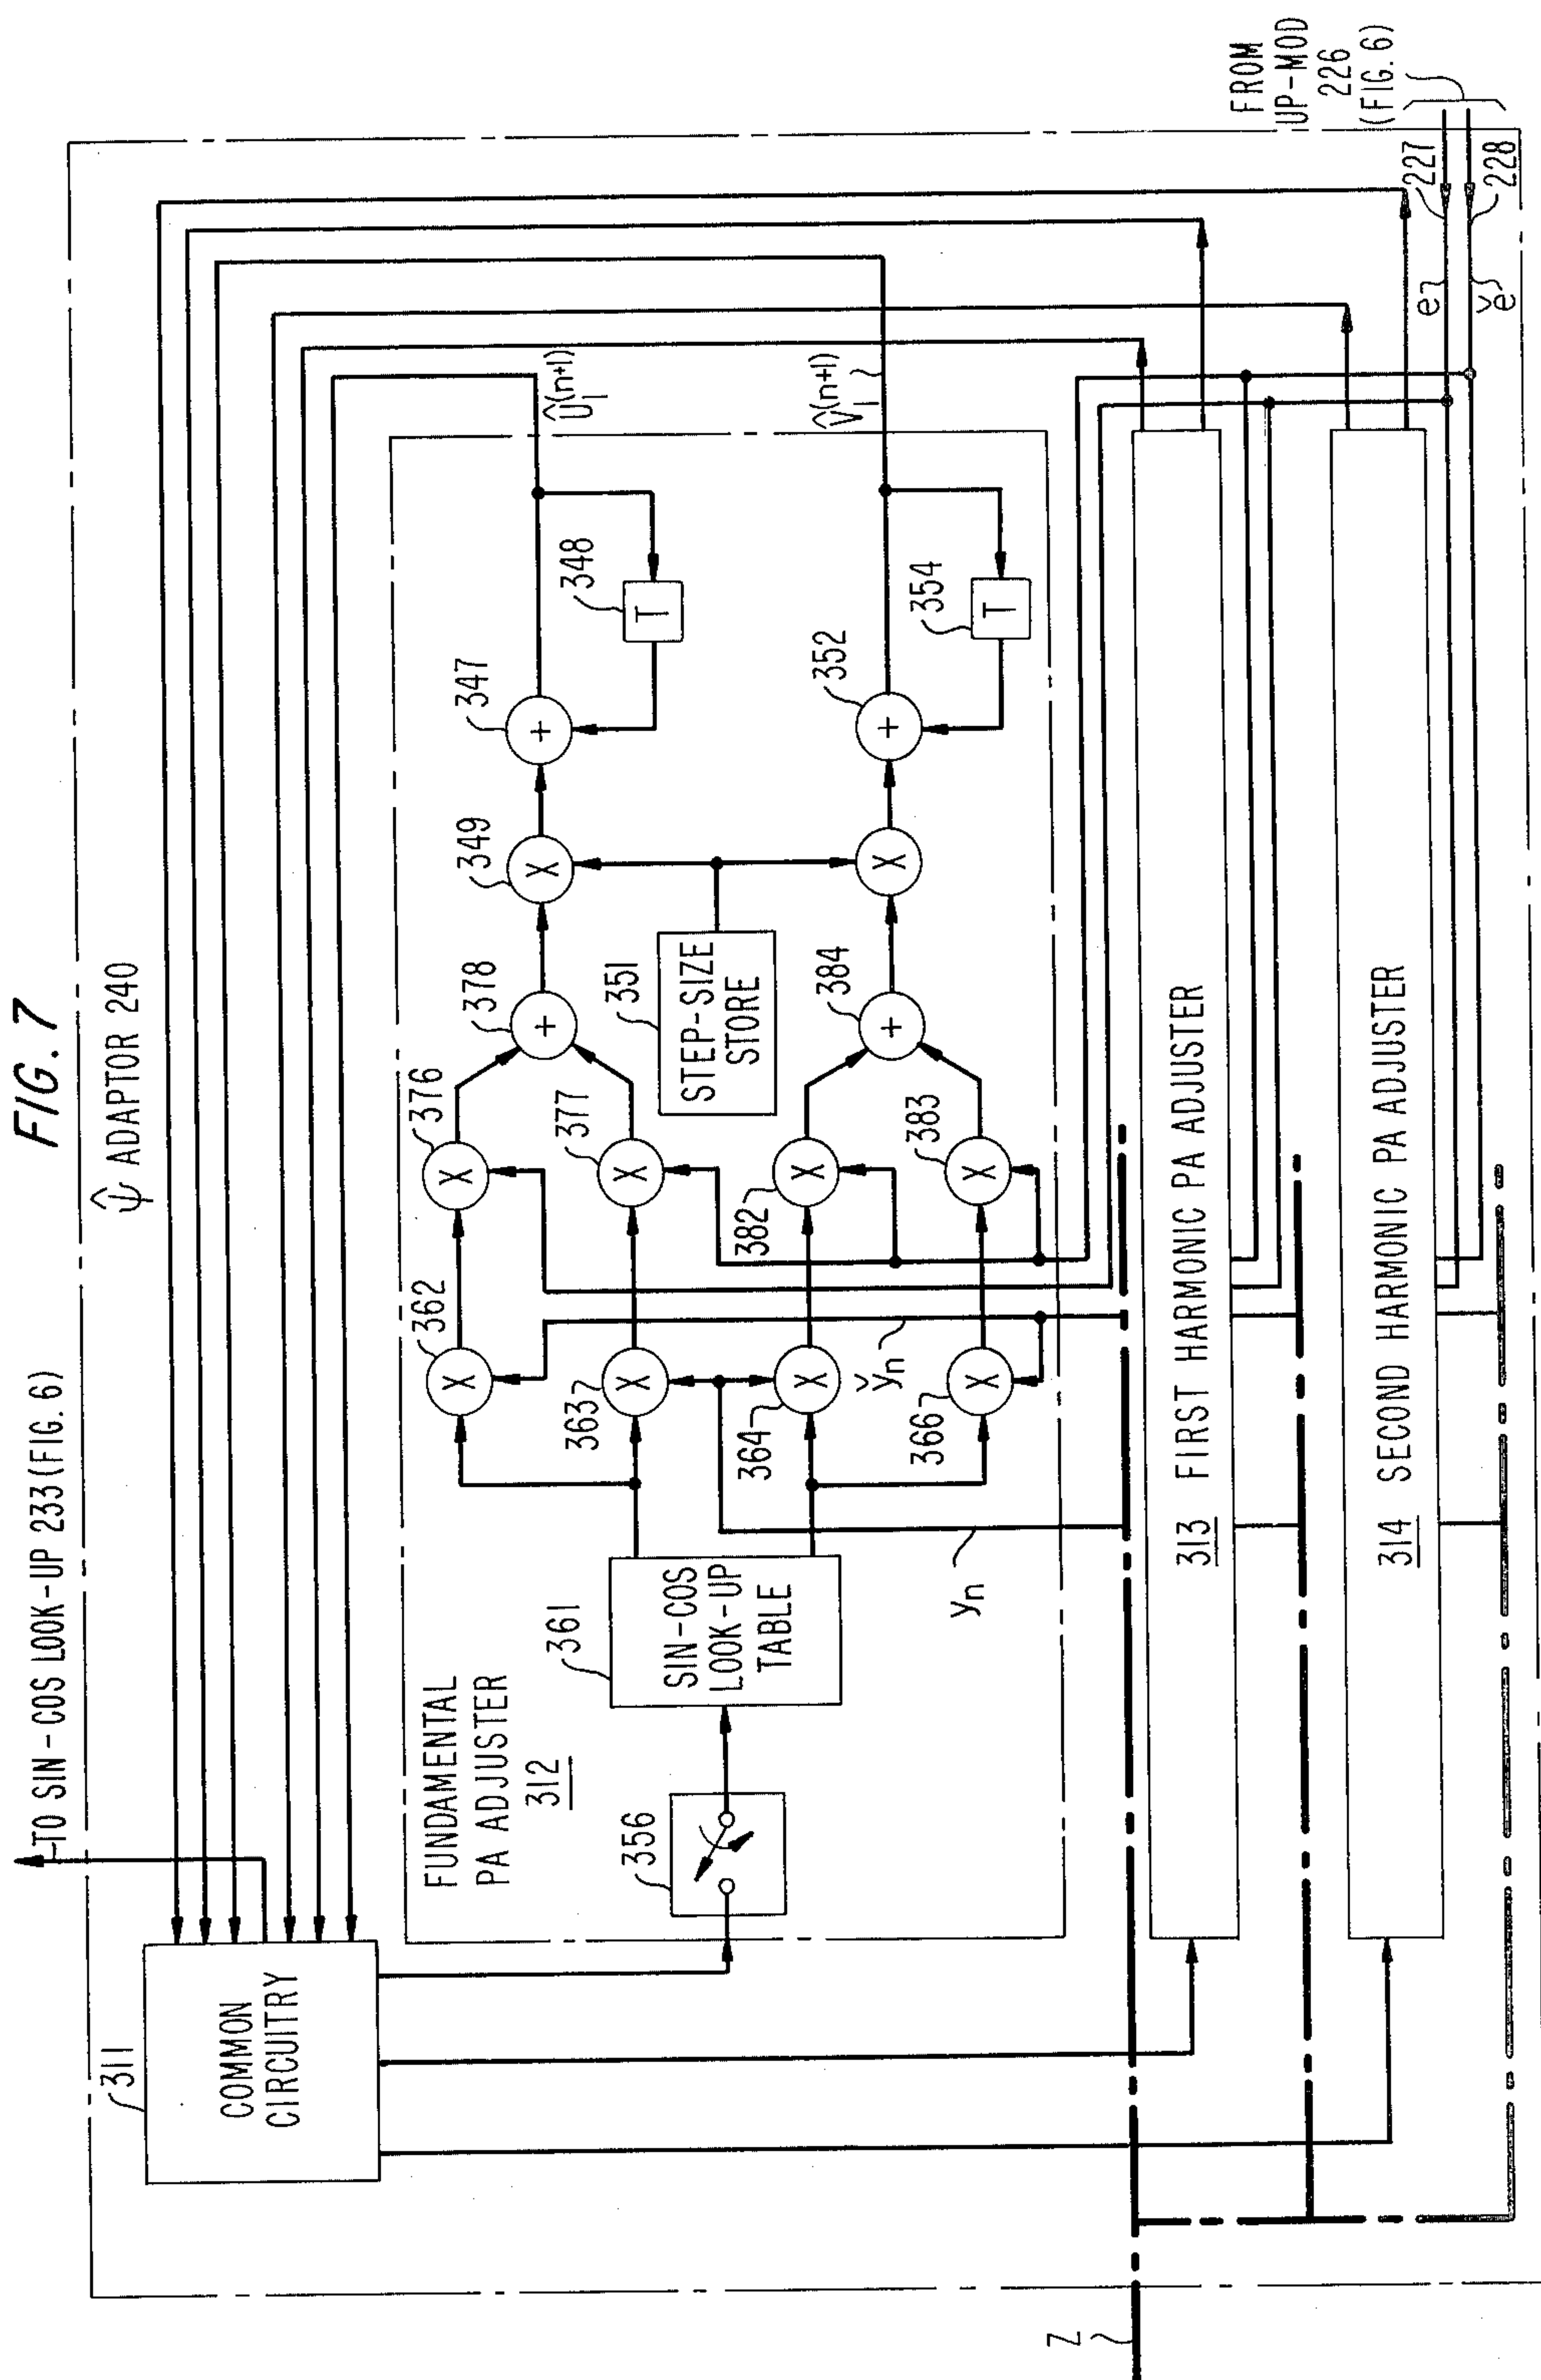 FIG. 7
ψ̂ ADAPTOR 240
TO SIN-COS LOOK-UP 233 (FIG. 6)
311
COMMON
CIRCUITRY
FUNDAMENTAL
PA ADJUSTER
312
356
361
SIN-COS
LOOK-UP
TABLE
362
X
363
X
364
X
366
X
y̌n
yn
376
X
377
X
382
X
383
X
378
+
384
+
351
STEP-SIZE
STORE
349
X
X
347
+
352
+
348
T
354
T
Û1(n+1)
V̂1(n+1)
313 FIRST HARMONIC PA ADJUSTER
314 SECOND HARMONIC PA ADJUSTER
e
ě
227
228
FROM
UP-MOD
226
(FIG. 6)
Z